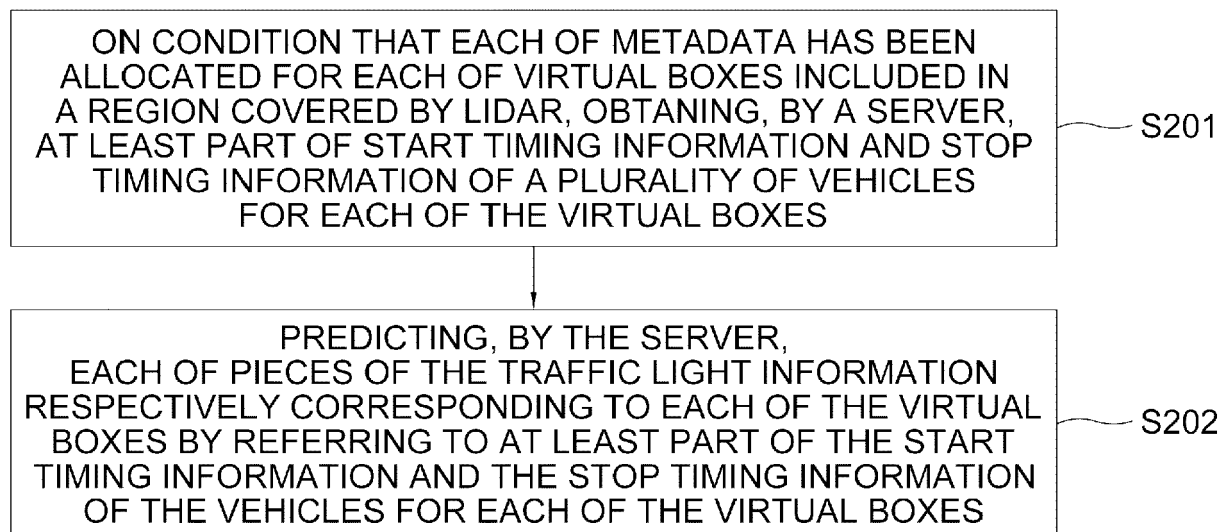 ON CONDITION THAT EACH OF METADATA HAS BEEN
ALLOCATED FOR EACH OF VIRTUAL BOXES INCLUDED IN
A REGION COVERED BY LIDAR, OBTANING, BY A SERVER,
AT LEAST PART OF START TIMING INFORMATION AND STOP
TIMING INFORMATION OF A PLURALITY OF VEHICLES
FOR EACH OF THE VIRTUAL BOXES
S201
PREDICTING, BY THE SERVER,
EACH OF PIECES OF THE TRAFFIC LIGHT INFORMATION
RESPECTIVELY CORRESPONDING TO EACH OF THE VIRTUAL
BOXES BY REFERRING TO AT LEAST PART OF THE START
TIMING INFORMATION AND THE STOP TIMING INFORMATION
OF THE VEHICLES FOR EACH OF THE VIRTUAL BOXES
S202